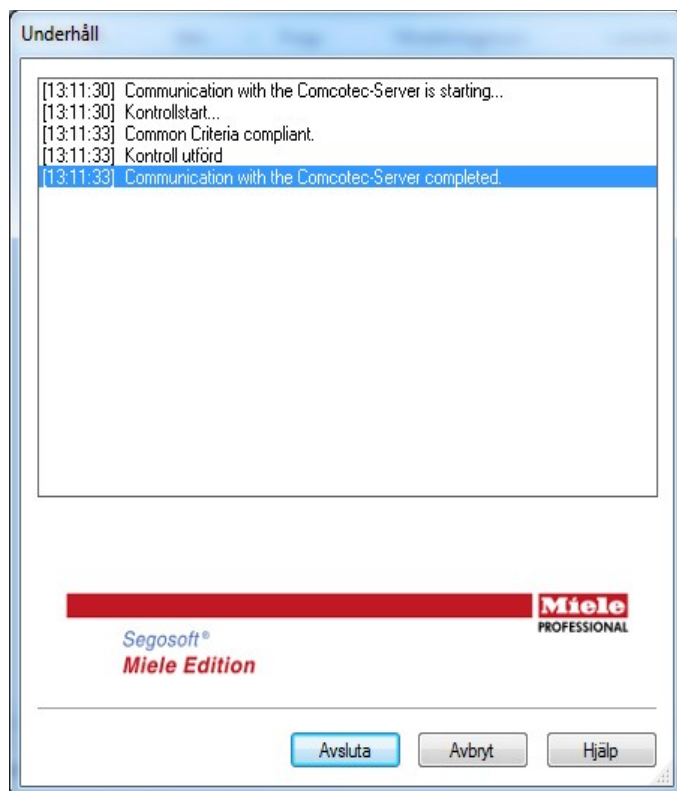 Underhåll
[13:11:30] Communication with the Comcotec-Server is starting...
[13:11:30] Kontrollstart...
[13:11:33] Common Criteria compliant.
[13:11:33] Kontroll utförd
[13:11:33] Communication with the Comcotec-Server completed.
Miele
PROFESSIONAL
Segosoft®
Miele Edition
Avsluta Avbryt Hjälp